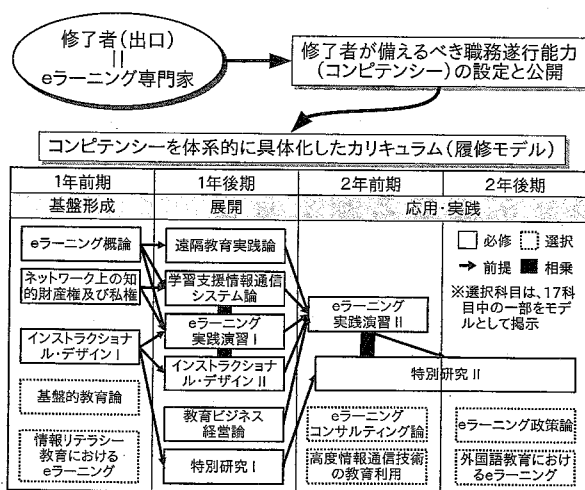 修了者(出口)
||
eラーニング専門家
修了者が備えるべき職務遂行能力
(コンピテンシー)の設定と公開
コンピテンシーを体系的に具体化したカリキュラム(履修モデル)
1年前期
1年後期
2年前期
2年後期
基盤形成
展開
応用・実践
eラーニング概論
ネットワーク上の知
的財産権及び私権
インストラクショナ
ル・デザインⅠ
基盤的教育論
情報リテラシー
教育における
eラーニング
遠隔教育実践論
学習支援情報通信
システム論
eラーニング
実践演習Ⅰ
インストラクショナ
ル・デザインⅡ
教育ビジネス
経営論
特別研究Ⅰ
eラーニング
実践演習Ⅱ
特別研究Ⅱ
eラーニング
コンサルティング論
高度情報通信技術
の教育利用
必修
選択
前提
相乗
※選択科目は、17科
目中の一部をモデ
ルとして掲示
eラーニング政策論
外国語教育におけ
るeラーニング